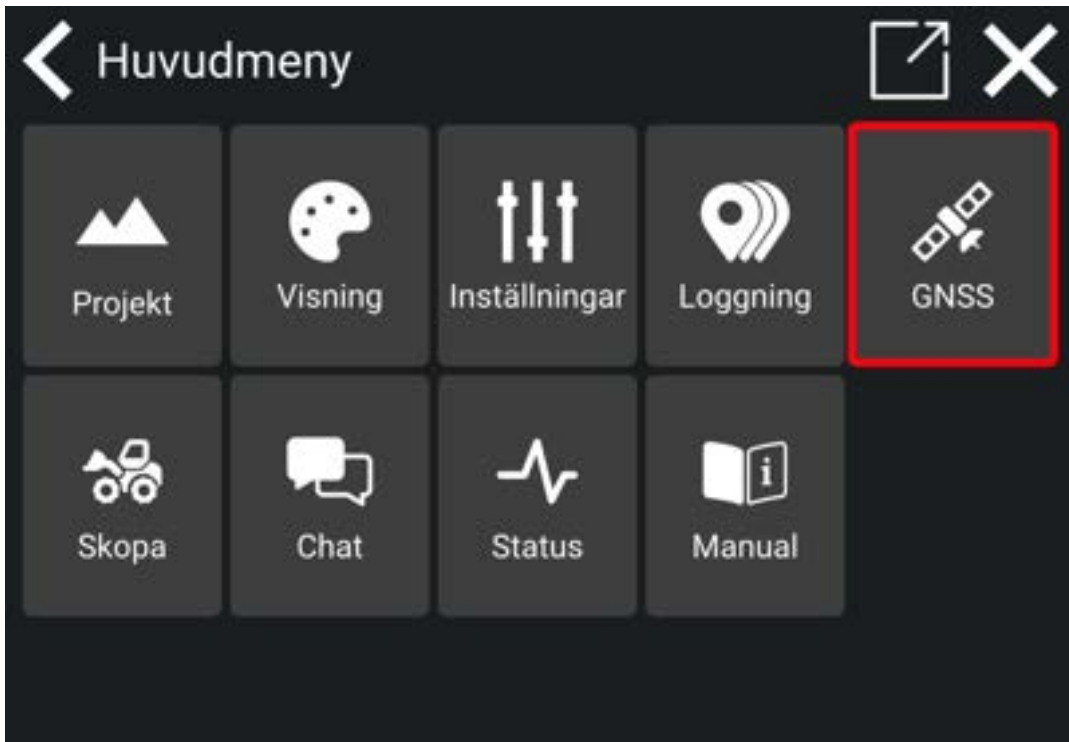 Huvudmeny
Projekt
Visning
Inställningar
Loggning
GNSS
Skopa
Chat
Status
Manual